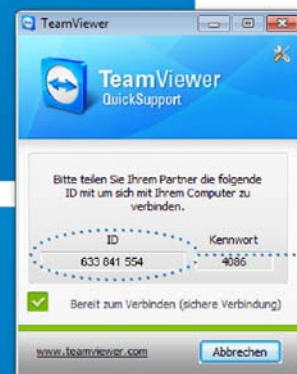 TeamViewer
TeamViewer
QuickSupport
Bitte teilen Sie Ihrem Partner die folgende
ID mit um sich mit Ihrem Computer zu
verbinden.
ID Kennwort
633 841 554 4086
Bereit zum Verbinden (sichere Verbindung)
www.teamviewer.com Abbrechen